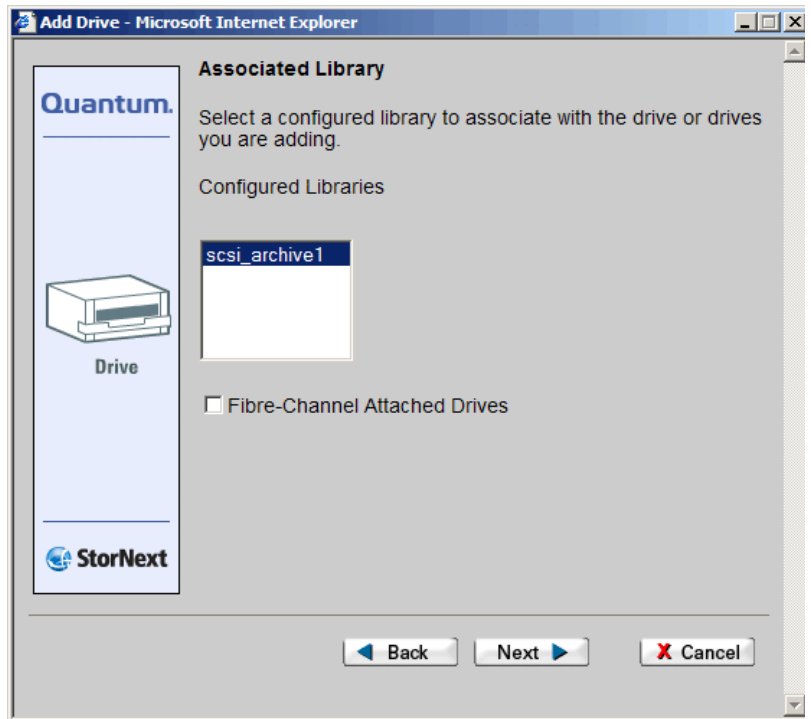 Add Drive - Microsoft Internet Explorer
Quantum.
Drive
StorNext
Associated Library
Select a configured library to associate with the drive or drives
you are adding.
Configured Libraries
scsi_archive1
Fibre-Channel Attached Drives
Back
Next
X Cancel